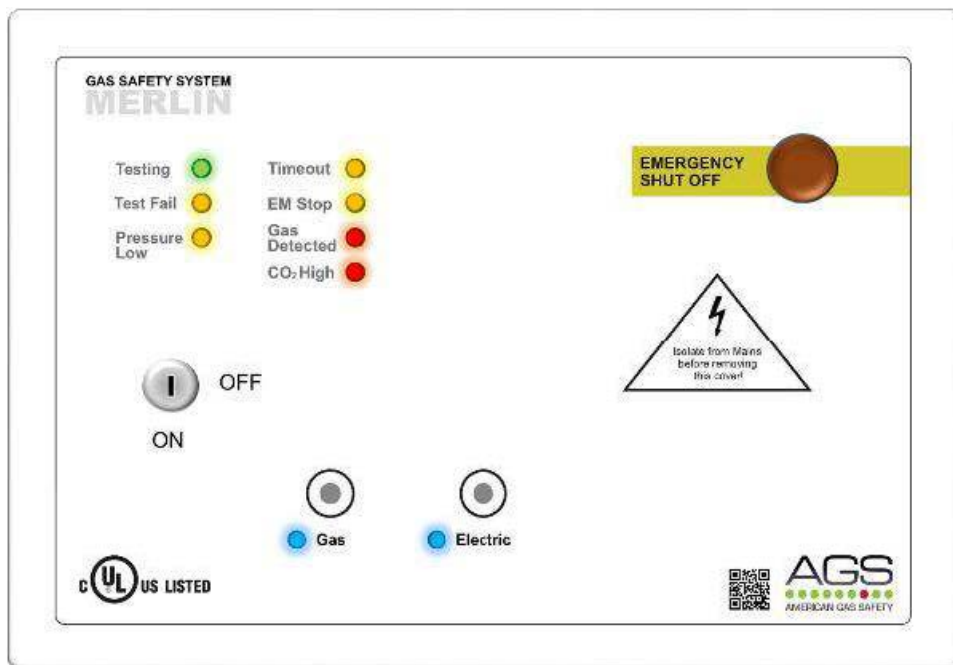 GAS SAFETY SYSTEM
MERLIN
Testing
Test Fail
Pressure
Low
Timeout
EM Stop
Gas
Detected
CO₂ High
EMERGENCY
SHUT OFF
Isolate from Mains
before removing
this cover!
OFF
ON
Gas
Electric
C UL US LISTED
AGS
AMERICAN GAS SAFETY